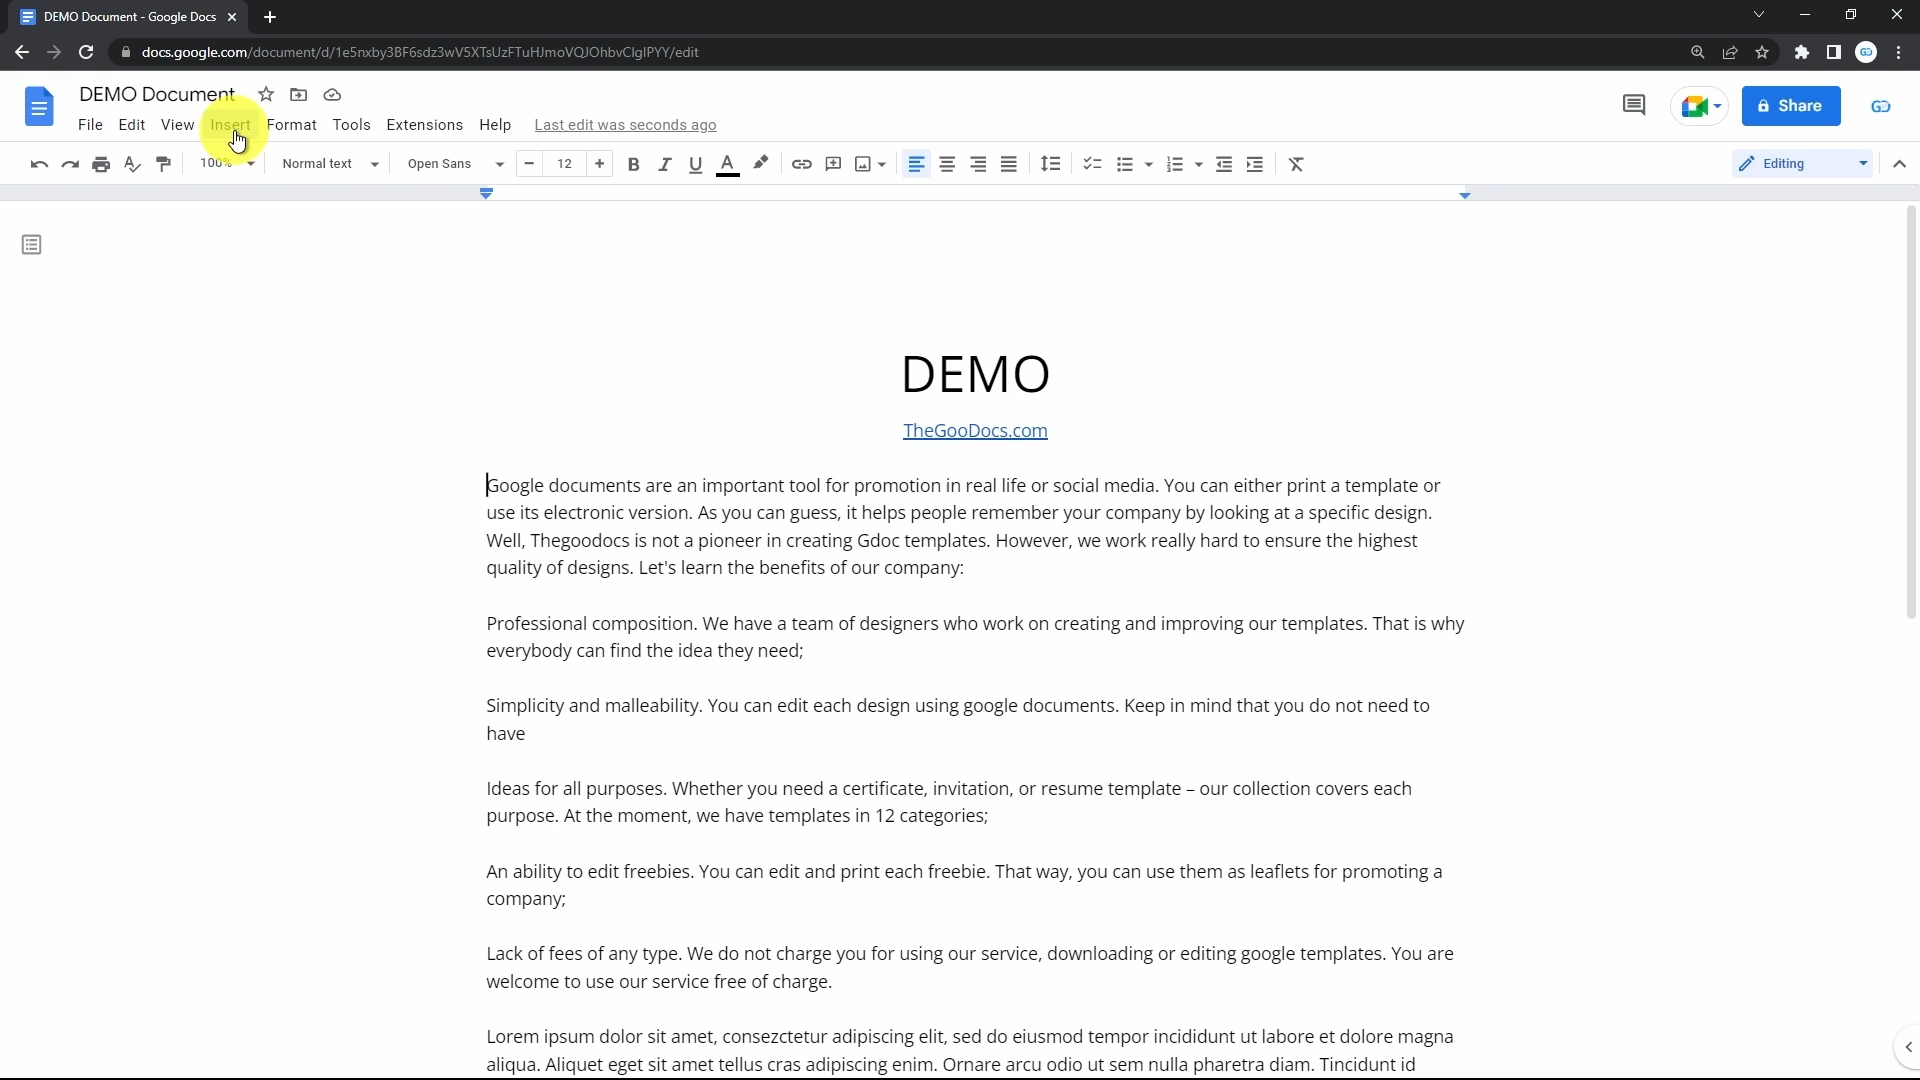 DEMO Document - Google Docs
docs.google.com/document/d/1e5nxby3BF6sdz3wV5XTsUzFTuHJmoVQJOhbvClglPYY/edit
DEMO Document
File Edit View Insert Format Tools Extensions Help Last edit was seconds ago
Share
100% Normal text Open Sans 12 Editing
DEMO
TheGooDocs.com
Google documents are an important tool for promotion in real life or social media. You can either print a template or
use its electronic version. As you can guess, it helps people remember your company by looking at a specific design.
Well, Thegoodocs is not a pioneer in creating Gdoc templates. However, we work really hard to ensure the highest
quality of designs. Let's learn the benefits of our company:
Professional composition. We have a team of designers who work on creating and improving our templates. That is why
everybody can find the idea they need;
Simplicity and malleability. You can edit each design using google documents. Keep in mind that you do not need to
have
Ideas for all purposes. Whether you need a certificate, invitation, or resume template – our collection covers each
purpose. At the moment, we have templates in 12 categories;
An ability to edit freebies. You can edit and print each freebie. That way, you can use them as leaflets for promoting a
company;
Lack of fees of any type. We do not charge you for using our service, downloading or editing google templates. You are
welcome to use our service free of charge.
Lorem ipsum dolor sit amet, consezctetur adipiscing elit, sed do eiusmod tempor incididunt ut labore et dolore magna
aliqua. Aliquet eget sit amet tellus cras adipiscing enim. Ornare arcu odio ut sem nulla pharetra diam. Tincidunt id